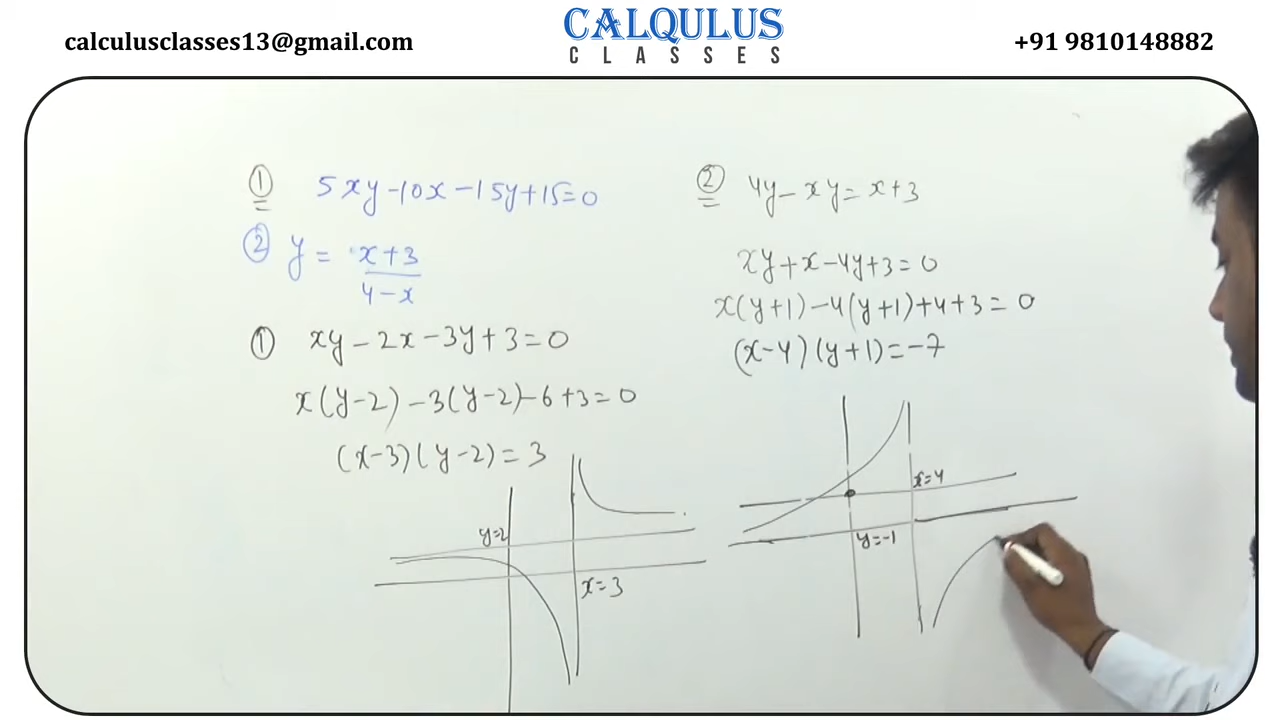 calculusclasses13@gmail.com
CALQULUS
CLASSES
+91 9810148882
① 5xy-10x-15y+15=0
② y = x+3
4-x
① xy-2x-3y+3=0
x(y-2)-3(y-2)-6+3=0
(x-3)(y-2)=3
y=2
x=3
② 4y-xy=x+3
xy+x-4y+3=0
x(y+1)-4(y+1)+4+3=0
(x-4)(y+1)=-7
x=4
y=-1